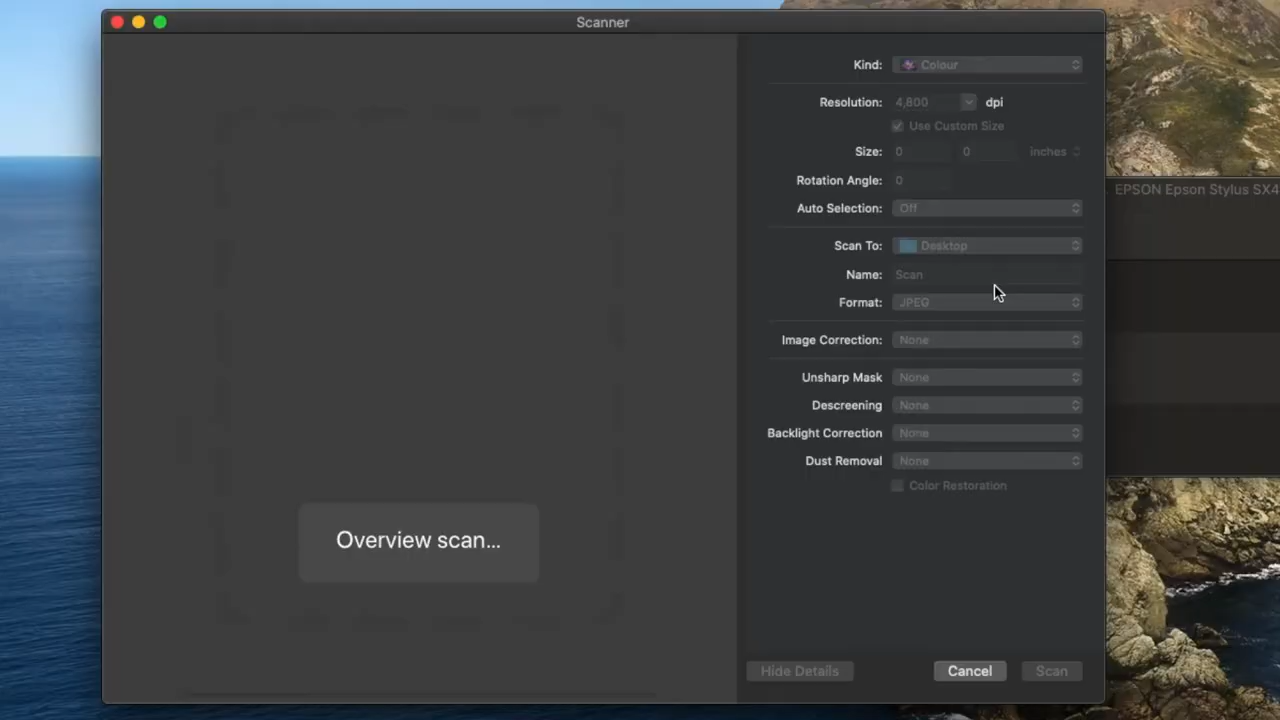 Scanner
Kind: Colour
Resolution: 4,800 dpi
Use Custom Size
Size: 0 0 inches
Rotation Angle: 0
Auto Selection: Off
EPSON Epson Stylus SX4
Scan To: Desktop
Name: Scan
Format: JPEG
Image Correction: None
Unsharp Mask None
Descreening None
Backlight Correction None
Dust Removal None
Color Restoration
Overview scan...
Hide Details Cancel Scan